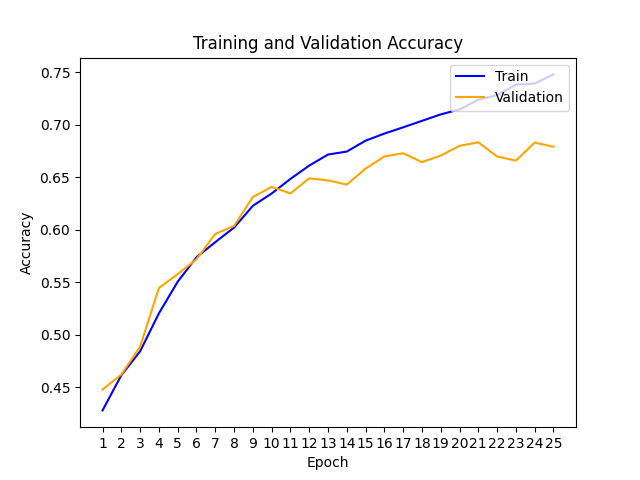 Training and Validation Accuracy
Train
Validation
0.75
0.70
0.65
0.60
0.55
0.50
0.45
Accuracy
1 2 3 4 5 6 7 8 9 10 11 12 13 14 15 16 17 18 19 20 21 22 23 24 25
Epoch